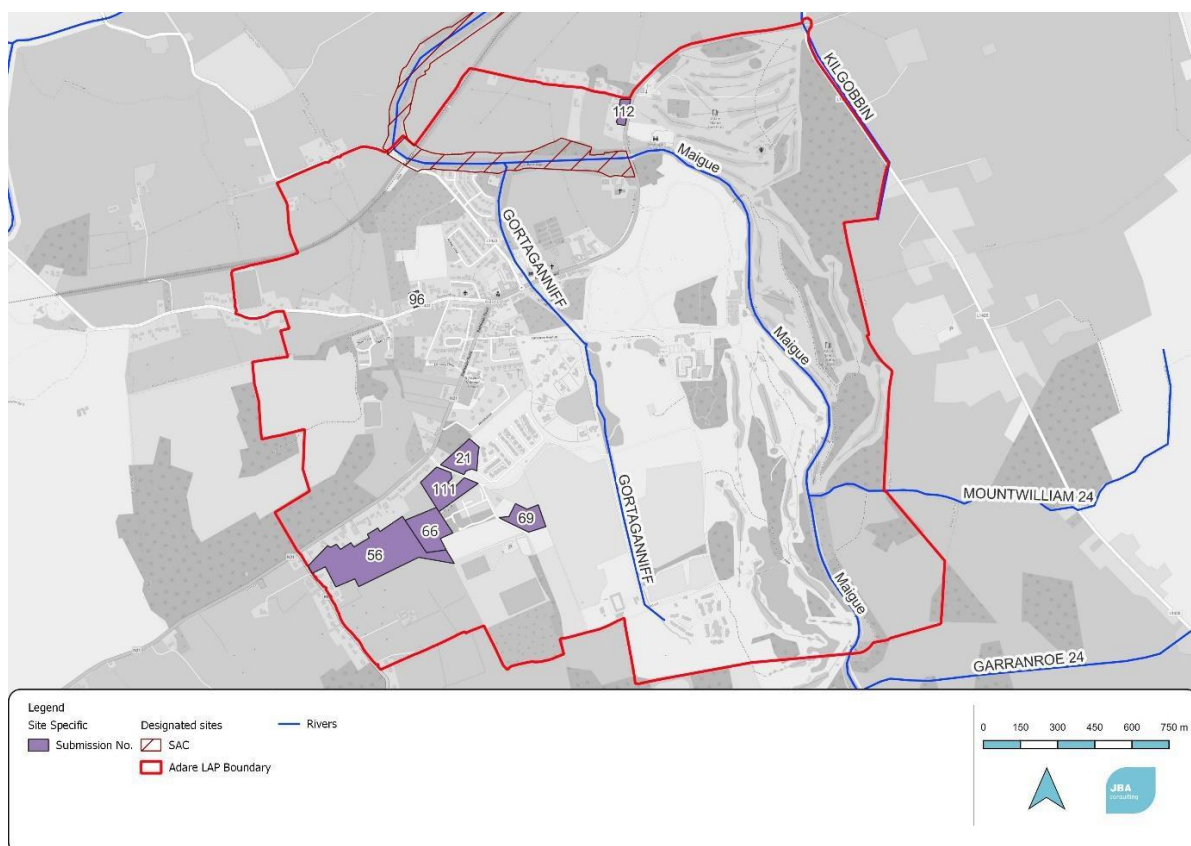 KILGOBBIN
112
Maigue
GORTAGANNIFF
96
Maigue
21
111
MOUNTWILLIAM 24
69
66
56
GORTAGANNIFF
Maigue
GARRANROE 24
Legend
Site Specific
Submission No.
Designated sites
SAC
Adare LAP Boundary
Rivers
0 150 300 450 600 750 m
JBA
consulting